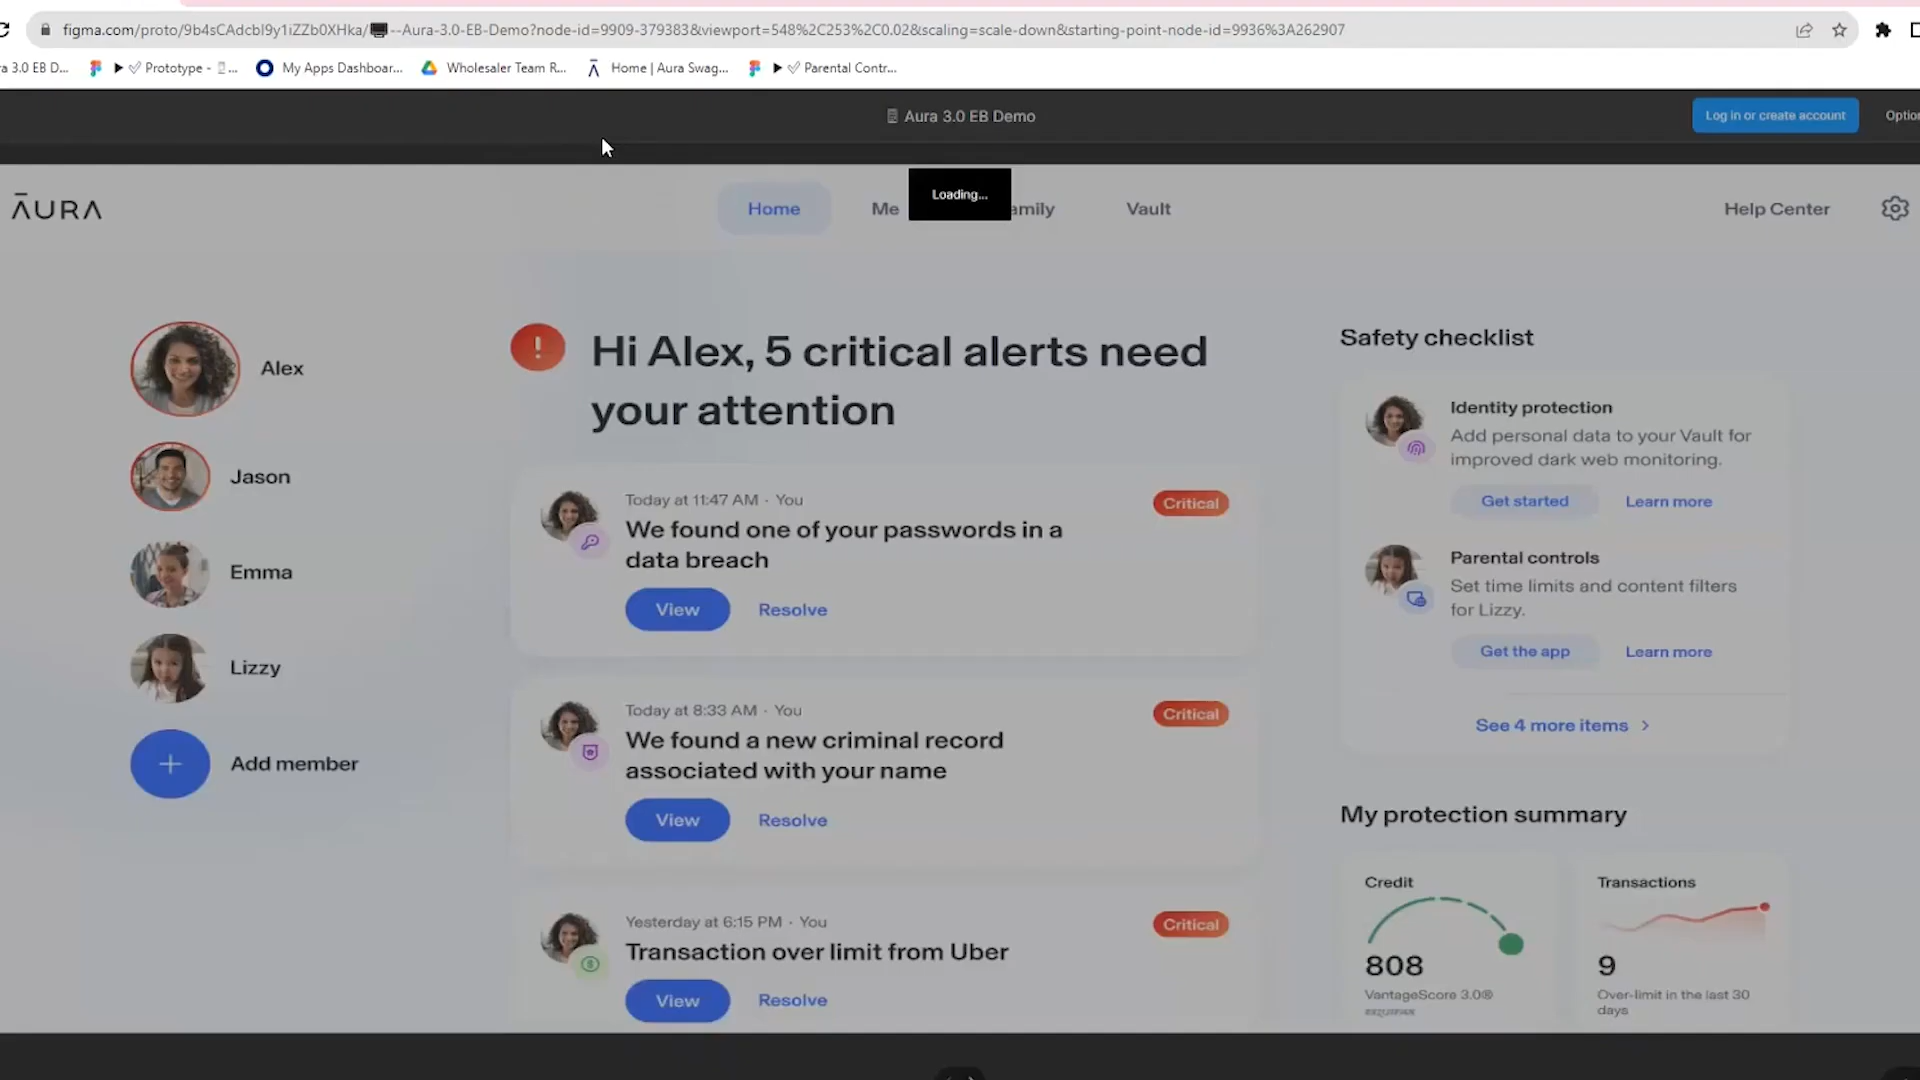 figma.com/proto/9b4sCAdcbl9y1iZZb0XHka/🖥️--Aura-3.0-EB-Demo?node-id=9909-379383&viewport=548%2C253%2C0.02&scaling=scale-down&starting-point-node-id=9936%3A262907
ra 3.0 EB D...
Prototype - ...
My Apps Dashboar...
Wholesaler Team R...
Home | Aura Swag...
Parental Contr...
Aura 3.0 EB Demo
Log in or create account
Option
AURA
Home
Me
Loading...
amily
Vault
Help Center
Alex
Jason
Emma
Lizzy
Add member
Hi Alex, 5 critical alerts need
your attention
Today at 11:47 AM · You
Critical
We found one of your passwords in a
data breach
View
Resolve
Today at 8:33 AM · You
Critical
We found a new criminal record
associated with your name
View
Resolve
Yesterday at 6:15 PM · You
Critical
Transaction over limit from Uber
View
Resolve
Safety checklist
Identity protection
Add personal data to your Vault for
improved dark web monitoring.
Get started
Learn more
Parental controls
Set time limits and content filters
for Lizzy.
Get the app
Learn more
See 4 more items
My protection summary
Credit
808
VantageScore 3.0®
EQUIFAX
Transactions
9
Over-limit in the last 30
days